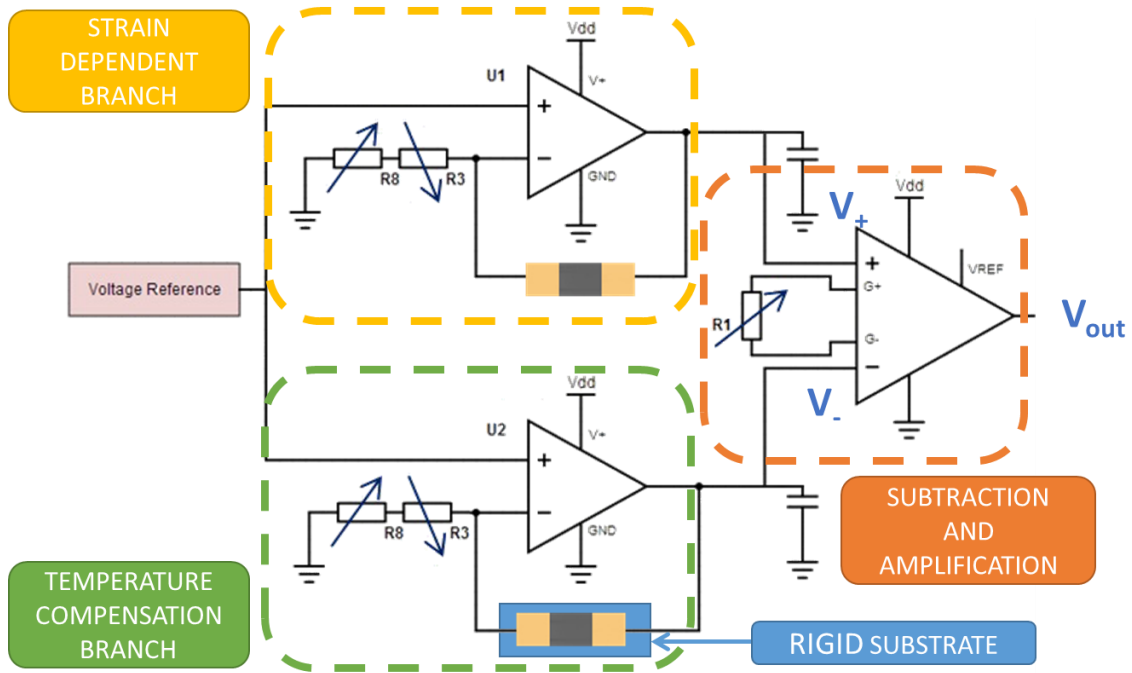 STRAIN
DEPENDENT
BRANCH
Vdd
U1
V+
+
−
R8
R3
GND
Vdd
V+
VREF
+
G+
Voltage Reference
R1
G-
−
Vout
V-
Vdd
U2
V+
+
−
R8
R3
GND
SUBTRACTION
AND
AMPLIFICATION
TEMPERATURE
COMPENSATION
BRANCH
RIGID SUBSTRATE